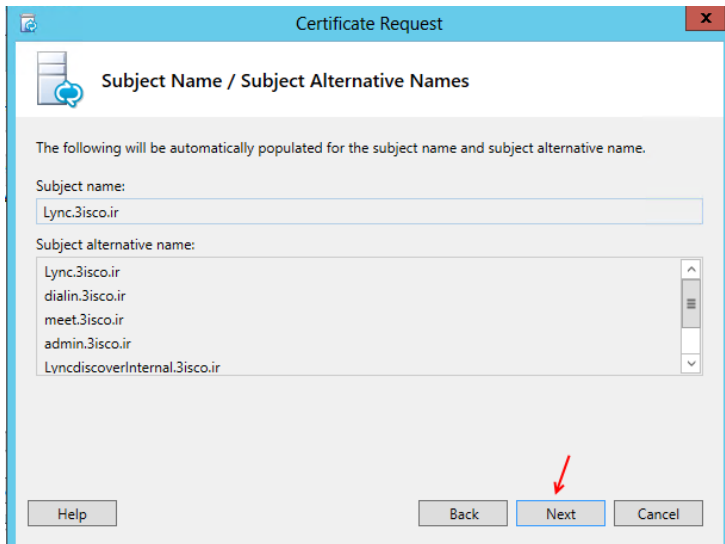 Certificate Request
x
Subject Name / Subject Alternative Names
The following will be automatically populated for the subject name and subject alternative name.
Subject name:
Lync.3isco.ir
Subject alternative name:
Lync.3isco.ir
dialin.3isco.ir
meet.3isco.ir
admin.3isco.ir
LyncdiscoverInternal.3isco.ir
Help Back Next Cancel